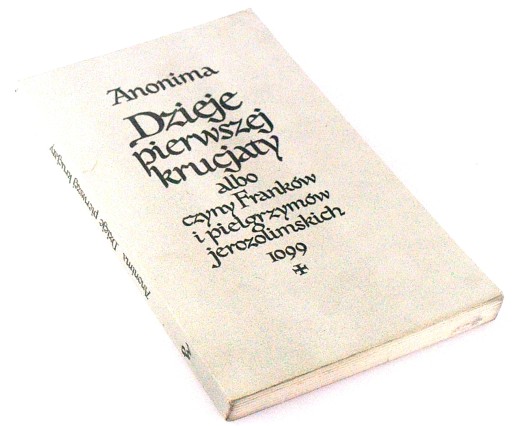 Anonima
Dzieje
pierwszej
krucjaty
albo
czyny Franków
i pielgrzymów
jerozolimskich
1099
Anonima Dzieje pierwszej krucjaty